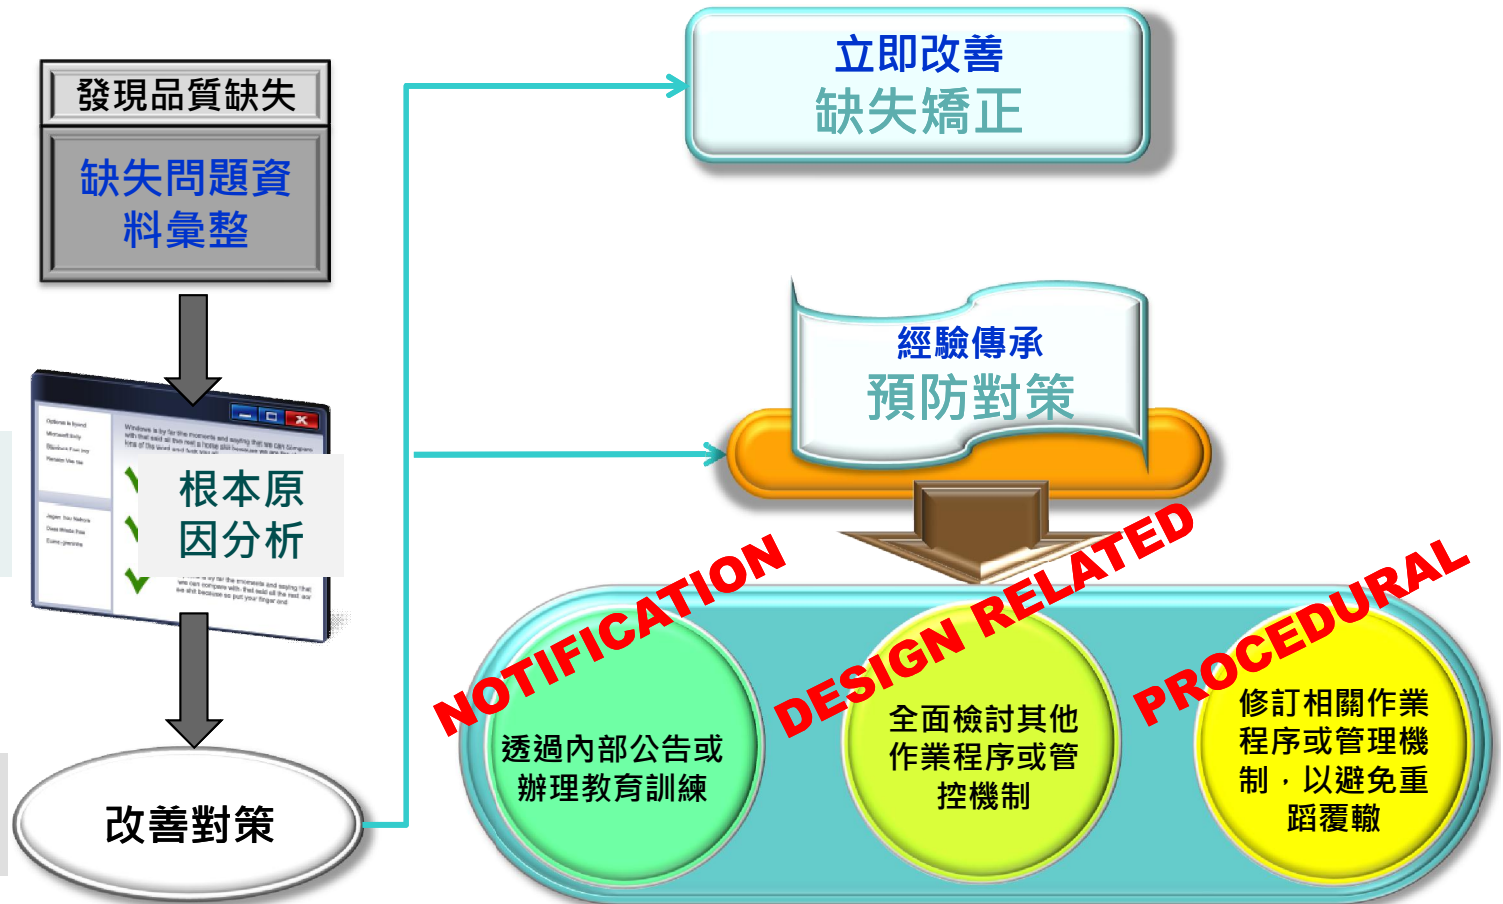 發現品質缺失
缺失問題資
料彙整
根本原
因分析
改善對策
立即改善
缺失矯正
經驗傳承
預防對策
NOTIFICATION
透過內部公告或
辦理教育訓練
DESIGN RELATED
全面檢討其他
作業程序或管
控機制
PROCEDURAL
修訂相關作業
程序或管理機
制，以避免重
蹈覆轍